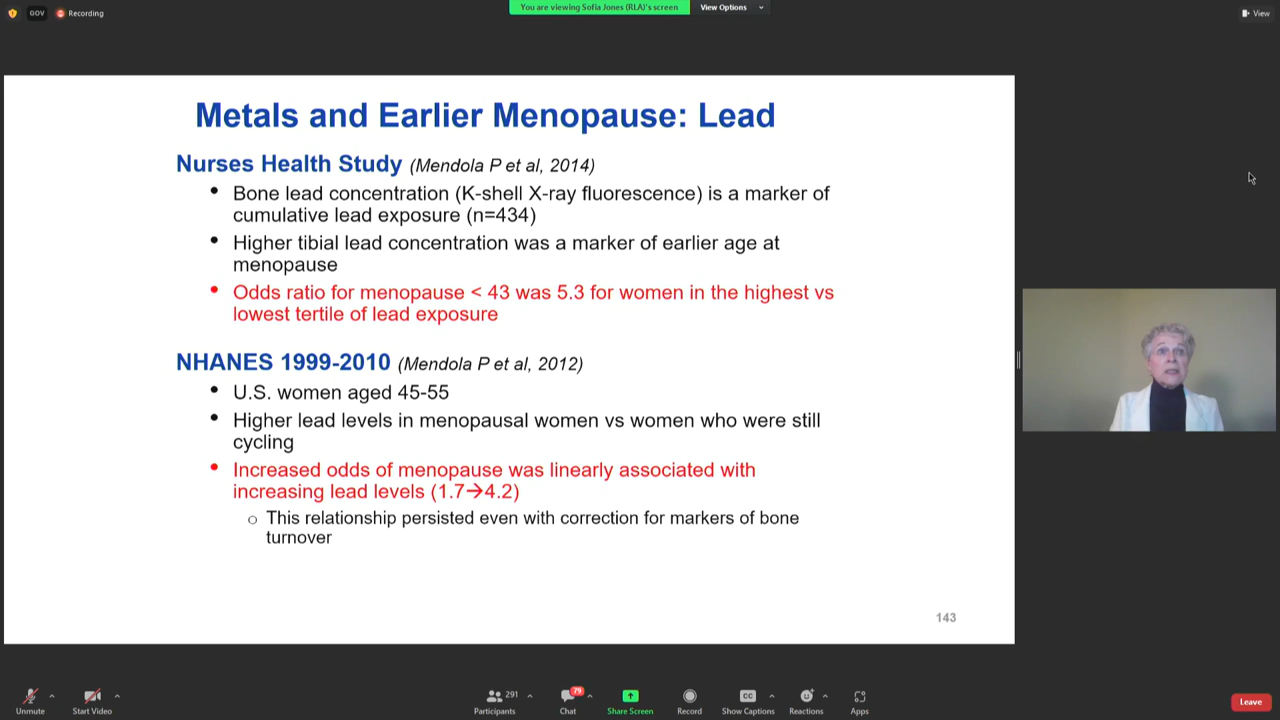 GOV
Recording
You are viewing Sofia Jones (RLA)'s screen
View Options
View
Metals and Earlier Menopause: Lead
Nurses Health Study (Mendola P et al, 2014)
• Bone lead concentration (K-shell X-ray fluorescence) is a marker of
cumulative lead exposure (n=434)
• Higher tibial lead concentration was a marker of earlier age at
menopause
• Odds ratio for menopause < 43 was 5.3 for women in the highest vs
lowest tertile of lead exposure
NHANES 1999-2010 (Mendola P et al, 2012)
• U.S. women aged 45-55
• Higher lead levels in menopausal women vs women who were still
cycling
• Increased odds of menopause was linearly associated with
increasing lead levels (1.7→4.2)
o This relationship persisted even with correction for markers of bone
turnover
143
Unmute
Start Video
291
Participants
79
Chat
Share Screen
Record
CC
Show Captions
Reactions
Apps
Leave